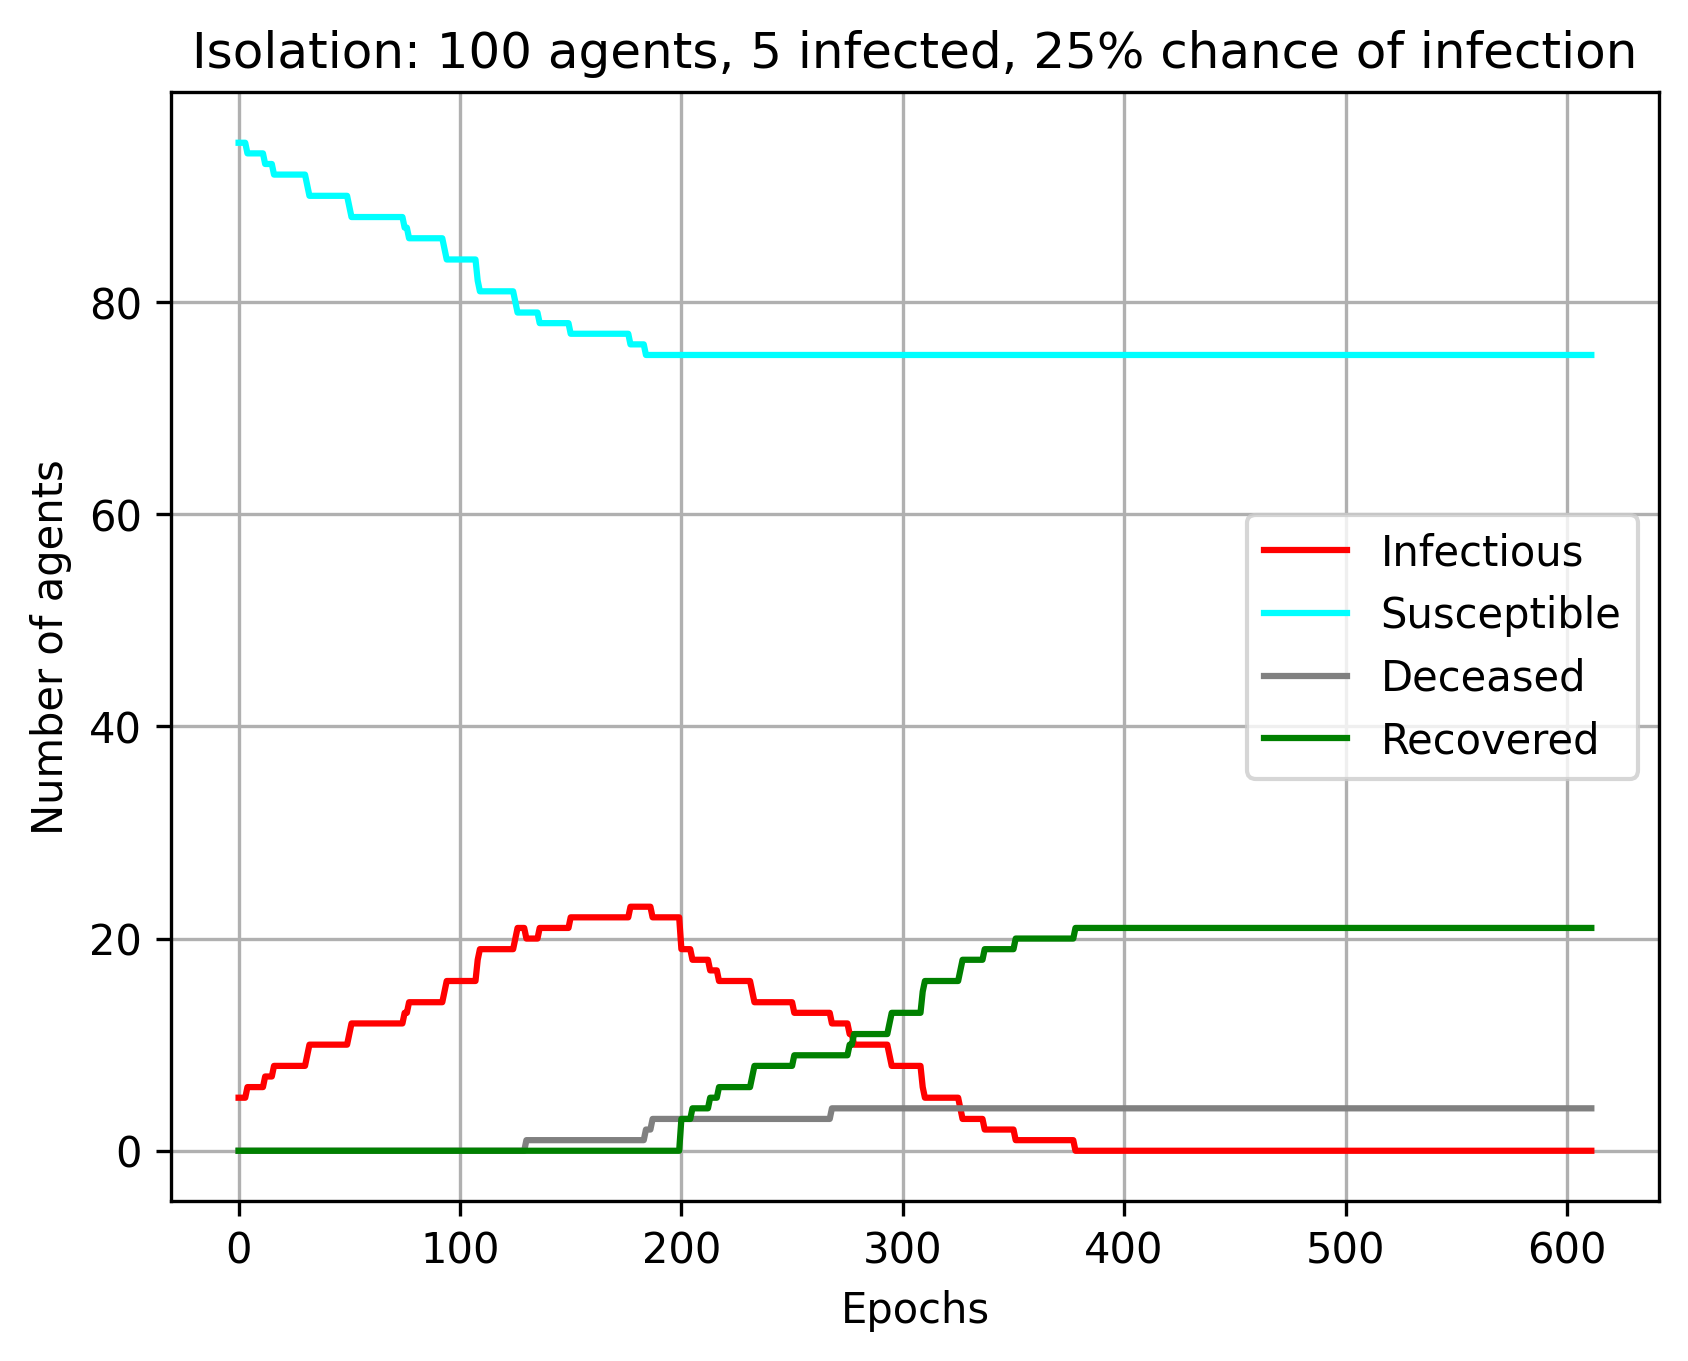 Isolation: 100 agents, 5 infected, 25% chance of infection
Number of agents
80
60
40
20
0
Infectious
Susceptible
Deceased
Recovered
0 100 200 300 400 500 600
Epochs